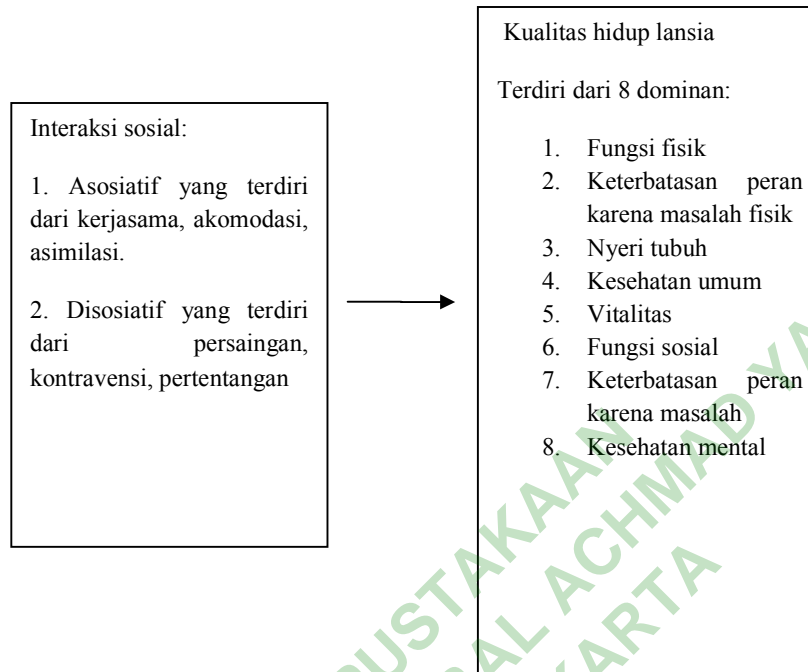 Interaksi sosial:
1. Asosiatif yang terdiri
dari kerjasama, akomodasi,
asimilasi.
2. Disosiatif yang terdiri
dari persaingan,
kontravensi, pertentangan
Kualitas hidup lansia
Terdiri dari 8 dominan:
1. Fungsi fisik
2. Keterbatasan peran
karena masalah fisik
3. Nyeri tubuh
4. Kesehatan umum
5. Vitalitas
6. Fungsi sosial
7. Keterbatasan peran
karena masalah
8. Kesehatan mental